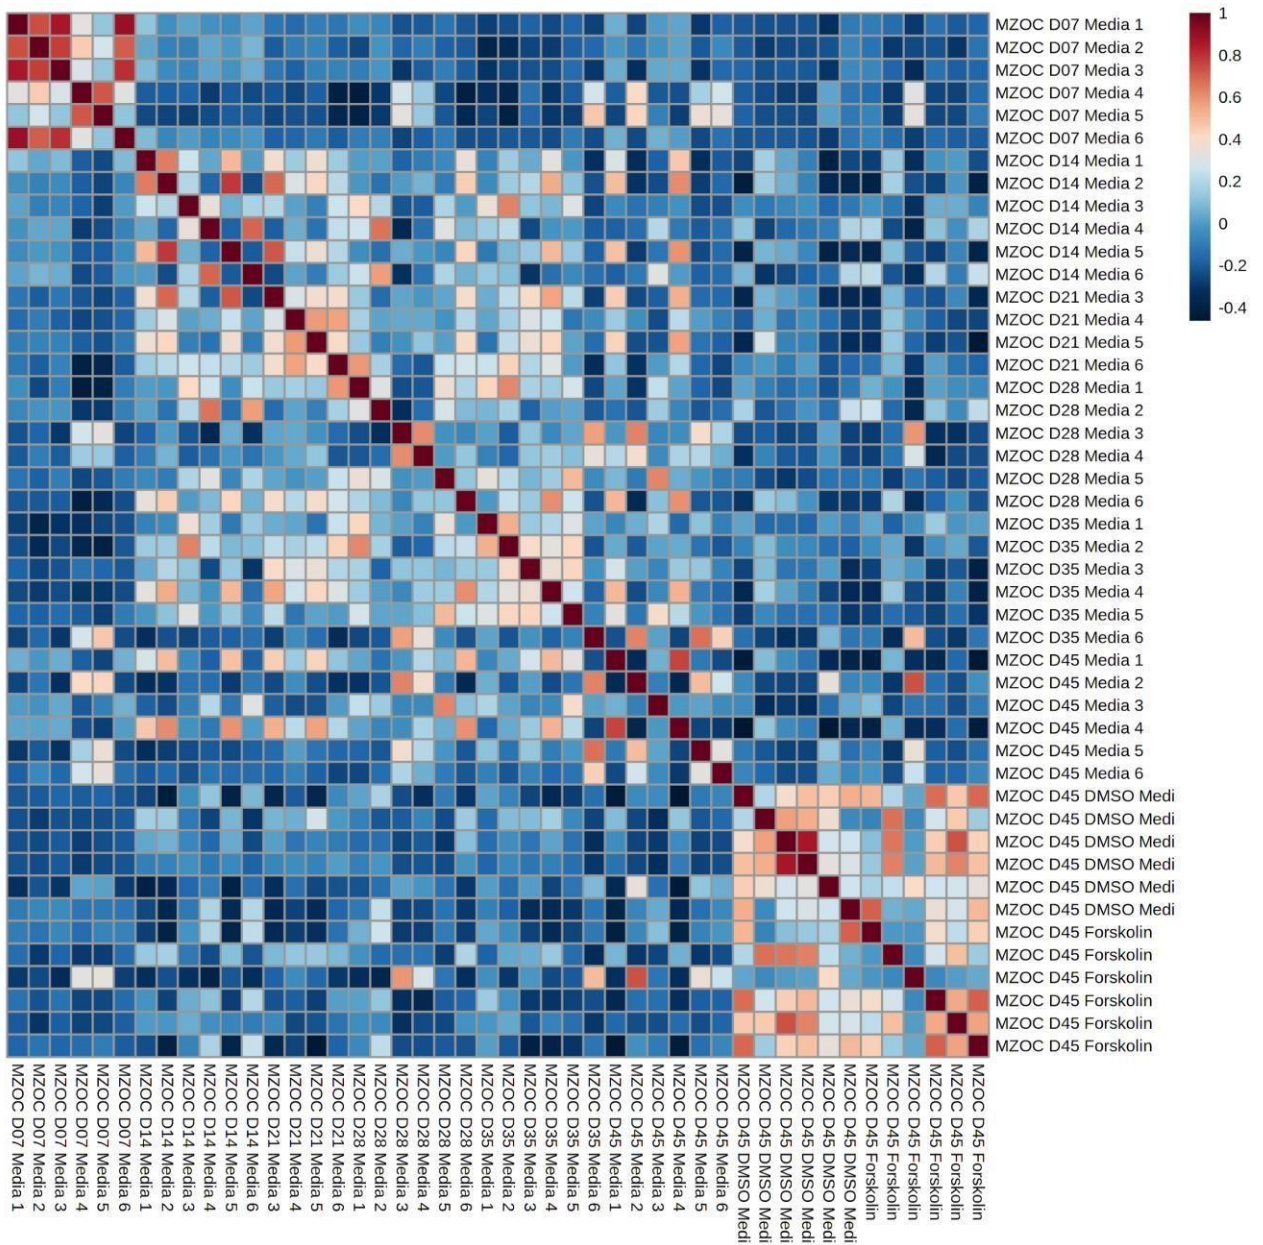 MZOC D07 Media 1
MZOC D07 Media 2
MZOC D07 Media 3
MZOC D07 Media 4
MZOC D07 Media 5
MZOC D07 Media 6
MZOC D14 Media 1
MZOC D14 Media 2
MZOC D14 Media 3
MZOC D14 Media 4
MZOC D14 Media 5
MZOC D14 Media 6
MZOC D21 Media 3
MZOC D21 Media 4
MZOC D21 Media 5
MZOC D21 Media 6
MZOC D28 Media 1
MZOC D28 Media 2
MZOC D28 Media 3
MZOC D28 Media 4
MZOC D28 Media 5
MZOC D28 Media 6
MZOC D35 Media 1
MZOC D35 Media 2
MZOC D35 Media 3
MZOC D35 Media 4
MZOC D35 Media 5
MZOC D35 Media 6
MZOC D45 Media 1
MZOC D45 Media 2
MZOC D45 Media 3
MZOC D45 Media 4
MZOC D45 Media 5
MZOC D45 Media 6
MZOC D45 DMSO Medi
MZOC D45 DMSO Medi
MZOC D45 DMSO Medi
MZOC D45 DMSO Medi
MZOC D45 DMSO Medi
MZOC D45 DMSO Medi
MZOC D45 Forskolin
MZOC D45 Forskolin
MZOC D45 Forskolin
MZOC D45 Forskolin
MZOC D45 Forskolin
MZOC D45 Forskolin
1
0.8
0.6
0.4
0.2
0
-0.2
-0.4
MZOC D07 Media 1
MZOC D07 Media 2
MZOC D07 Media 3
MZOC D07 Media 4
MZOC D07 Media 5
MZOC D07 Media 6
MZOC D14 Media 1
MZOC D14 Media 2
MZOC D14 Media 3
MZOC D14 Media 4
MZOC D14 Media 5
MZOC D14 Media 6
MZOC D21 Media 3
MZOC D21 Media 4
MZOC D21 Media 5
MZOC D21 Media 6
MZOC D28 Media 1
MZOC D28 Media 2
MZOC D28 Media 3
MZOC D28 Media 4
MZOC D28 Media 5
MZOC D28 Media 6
MZOC D35 Media 1
MZOC D35 Media 2
MZOC D35 Media 3
MZOC D35 Media 4
MZOC D35 Media 5
MZOC D35 Media 6
MZOC D45 Media 1
MZOC D45 Media 2
MZOC D45 Media 3
MZOC D45 Media 4
MZOC D45 Media 5
MZOC D45 Media 6
MZOC D45 DMSO Medi
MZOC D45 DMSO Medi
MZOC D45 DMSO Medi
MZOC D45 DMSO Medi
MZOC D45 DMSO Medi
MZOC D45 DMSO Medi
MZOC D45 Forskolin
MZOC D45 Forskolin
MZOC D45 Forskolin
MZOC D45 Forskolin
MZOC D45 Forskolin
MZOC D45 Forskolin